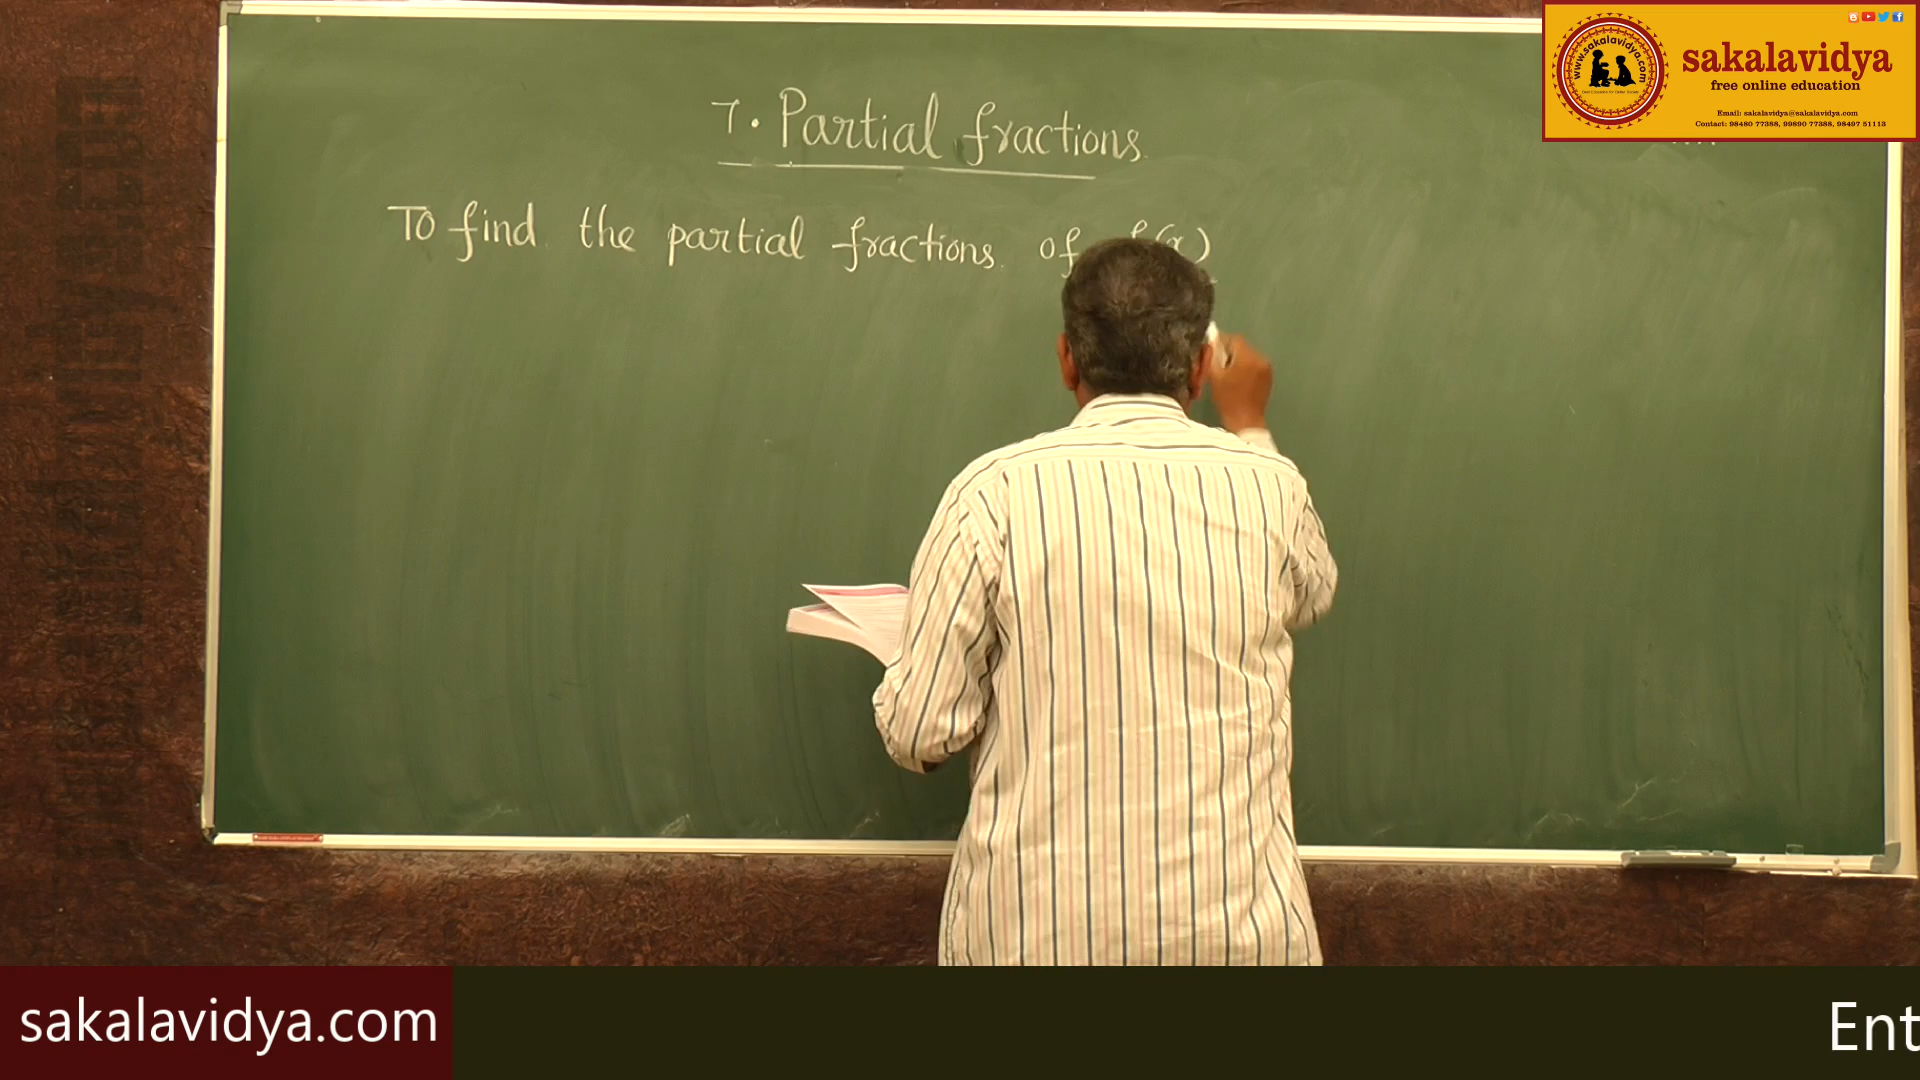 www.sakalavidya.com
sakalavidya
free online education
Email: sakalavidya@sakalavidya.com
Contact: 98480 77388, 99890 77388, 98497 51113
7. Partial fractions
To find the partial fractions of f(x)
sakalavidya.com
Ent